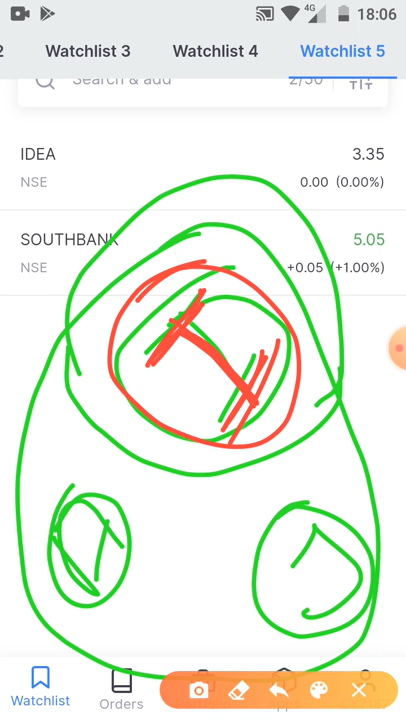 4G 18:06
2 Watchlist 3 Watchlist 4 Watchlist 5
Search & add 2/50
IDEA 3.35
NSE 0.00 (0.00%)
SOUTHBANK 5.05
NSE +0.05 (+1.00%)
Watchlist Orders